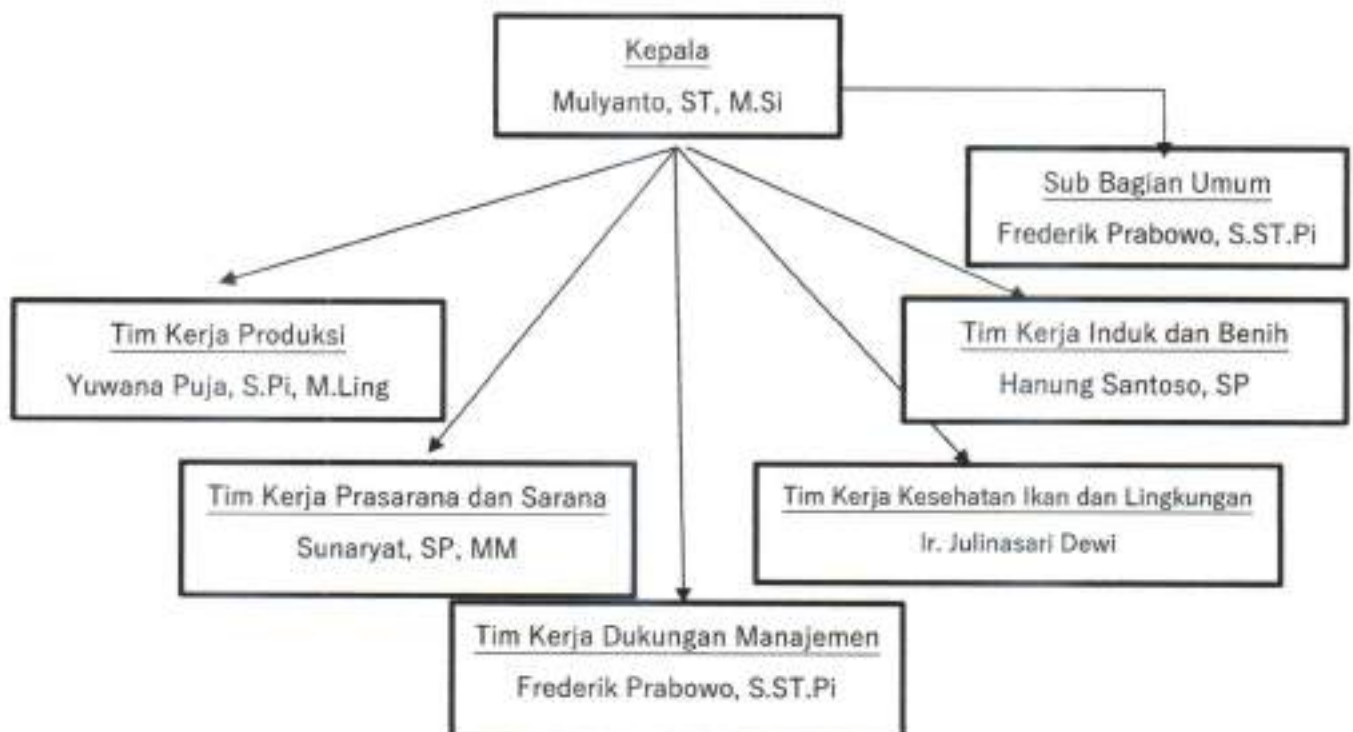 Kepala
Mulyanto, ST, M.Si
Sub Bagian Umum
Frederik Prabowo, S.ST.Pi
Tim Kerja Produksi
Yuwana Puja, S.Pi, M.Ling
Tim Kerja Induk dan Benih
Hanung Santoso, SP
Tim Kerja Prasarana dan Sarana
Sunaryat, SP, MM
Tim Kerja Kesehatan Ikan dan Lingkungan
Ir. Julinasari Dewi
Tim Kerja Dukungan Manajemen
Frederik Prabowo, S.ST.Pi